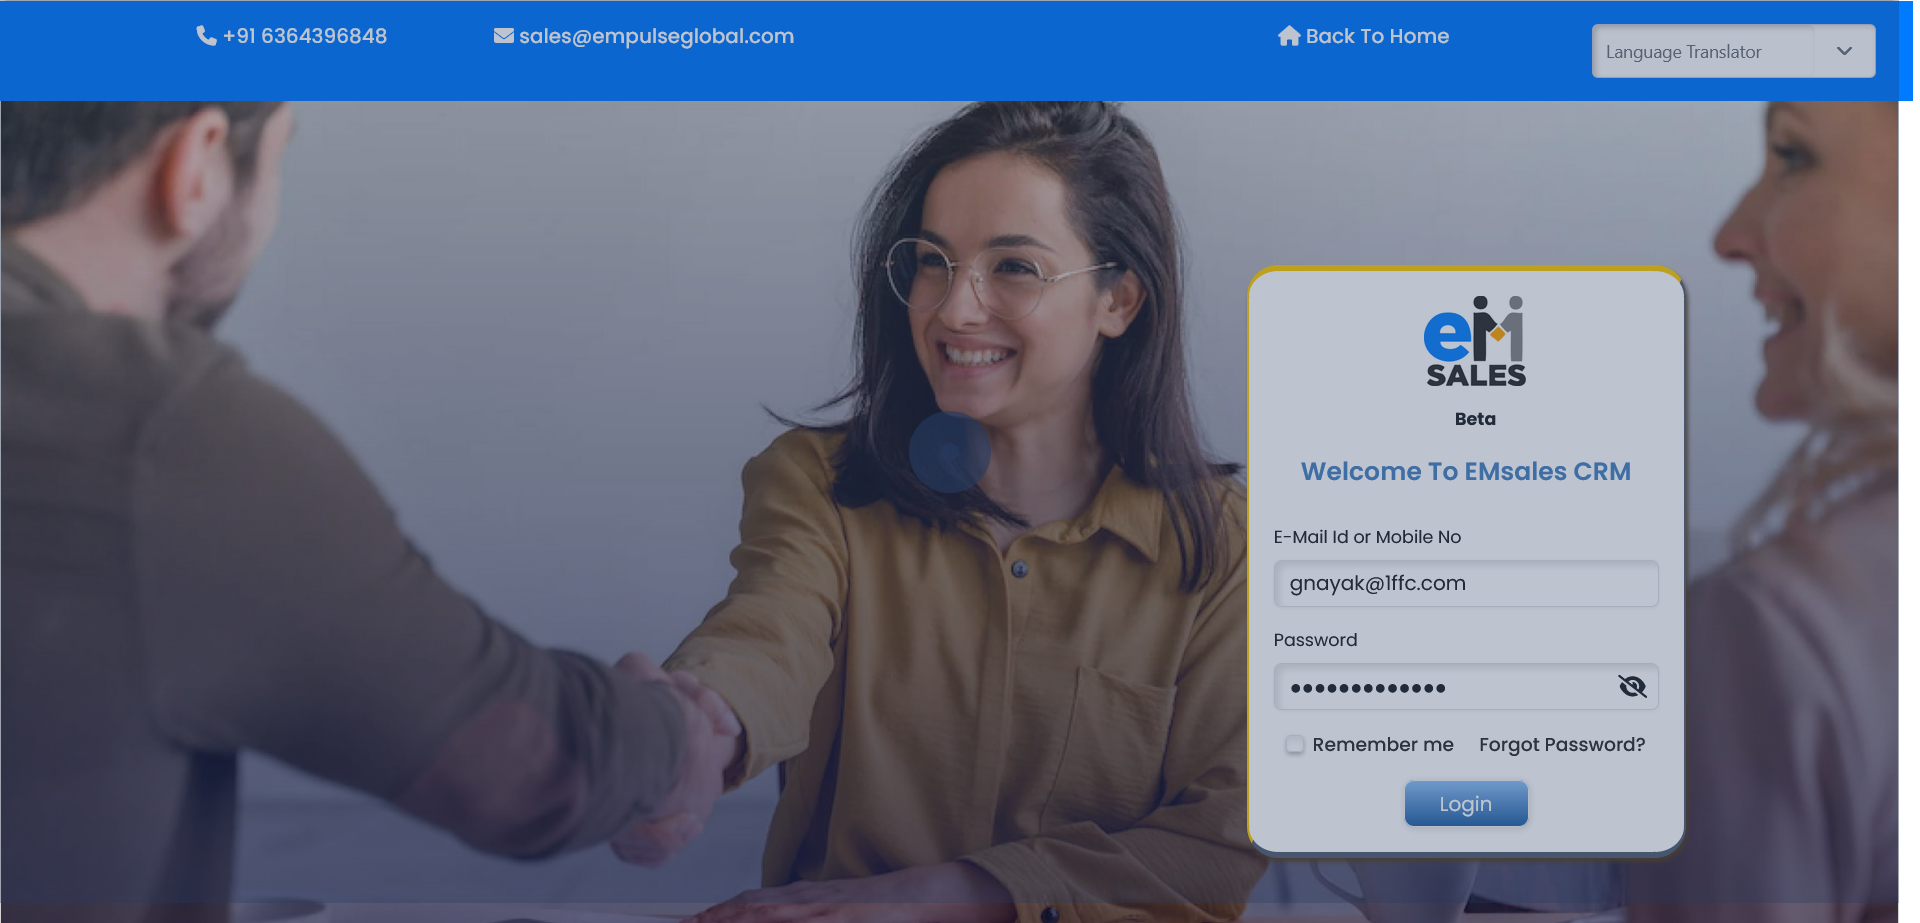 +91 6364396848
sales@empulseglobal.com
Back To Home
Language Translator
eM
SALES
Beta
Welcome To EMsales CRM
E-Mail Id or Mobile No
gnayak@1ffc.com
Password
•••••••••••••
Remember me
Forgot Password?
Login